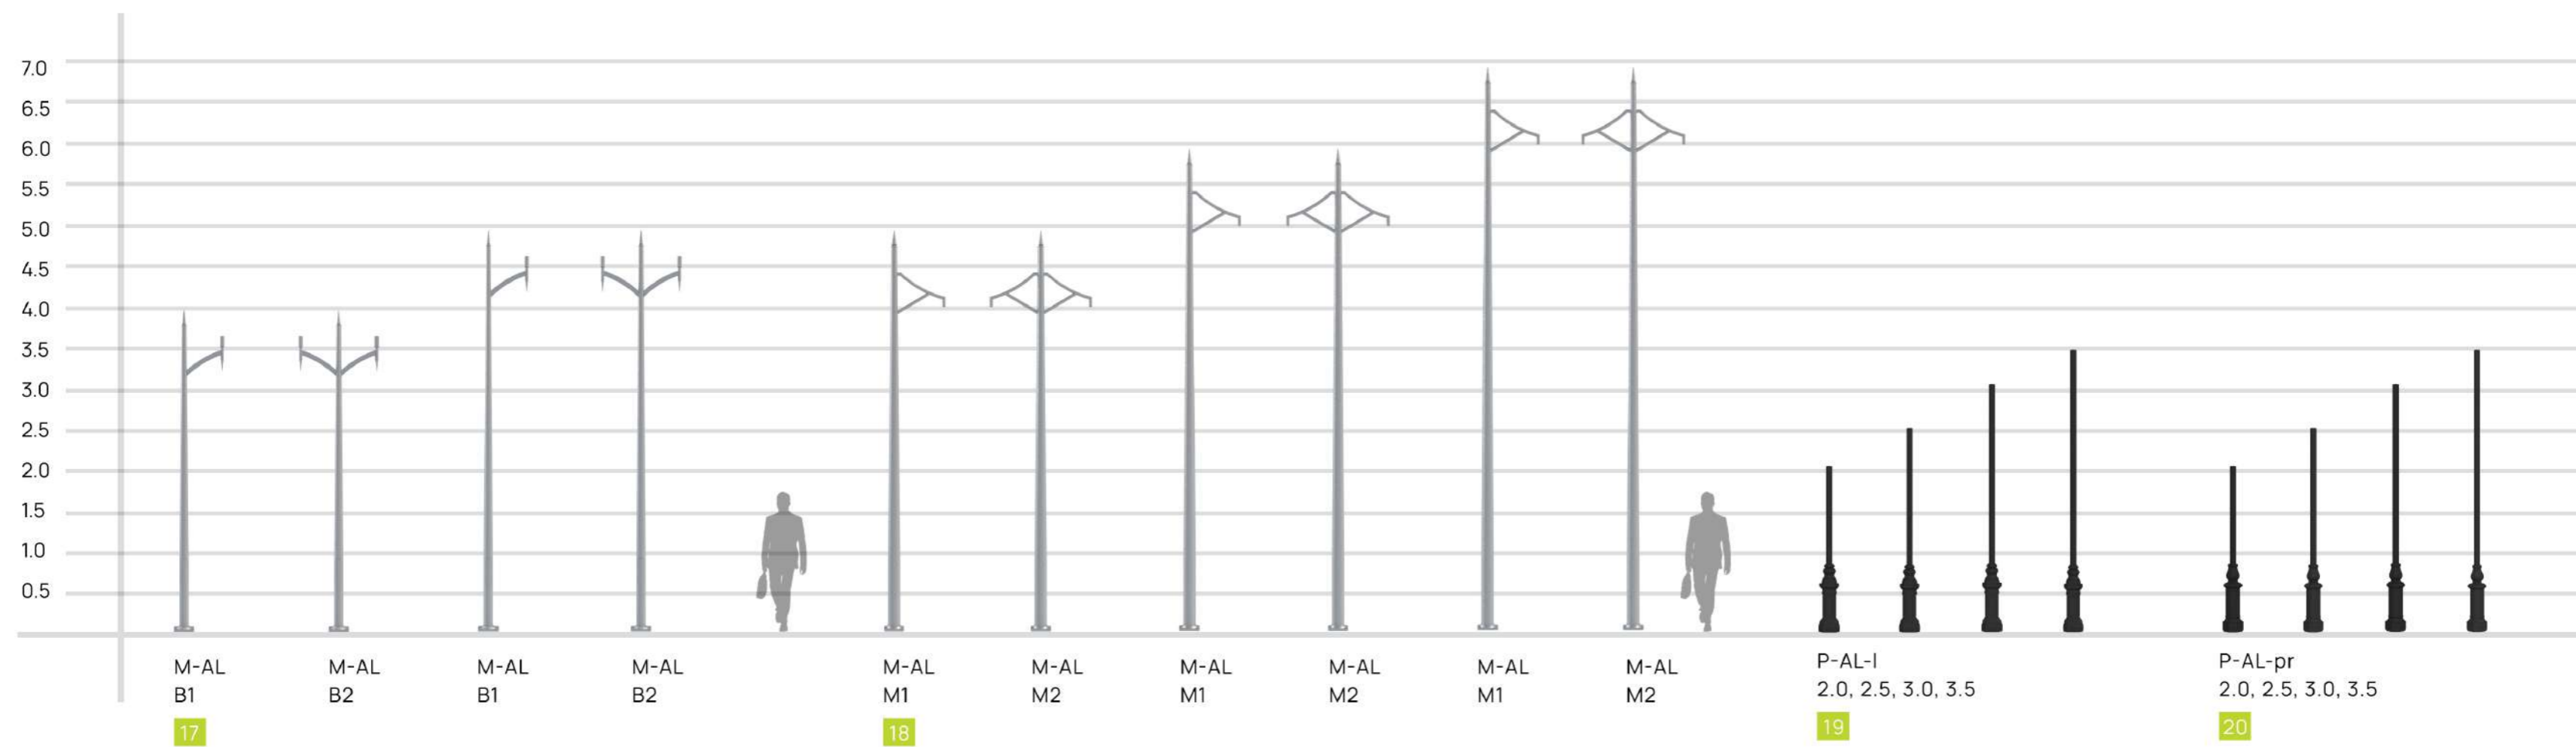 7.0
6.5
6.0
5.5
5.0
4.5
4.0
3.5
3.0
2.5
2.0
1.5
1.0
0.5
M-AL
B1
17
M-AL
B2
M-AL
B1
M-AL
B2
M-AL
M1
18
M-AL
M2
M-AL
M1
M-AL
M2
M-AL
M1
M-AL
M2
P-AL-l
2.0, 2.5, 3.0, 3.5
19
P-AL-pr
2.0, 2.5, 3.0, 3.5
20